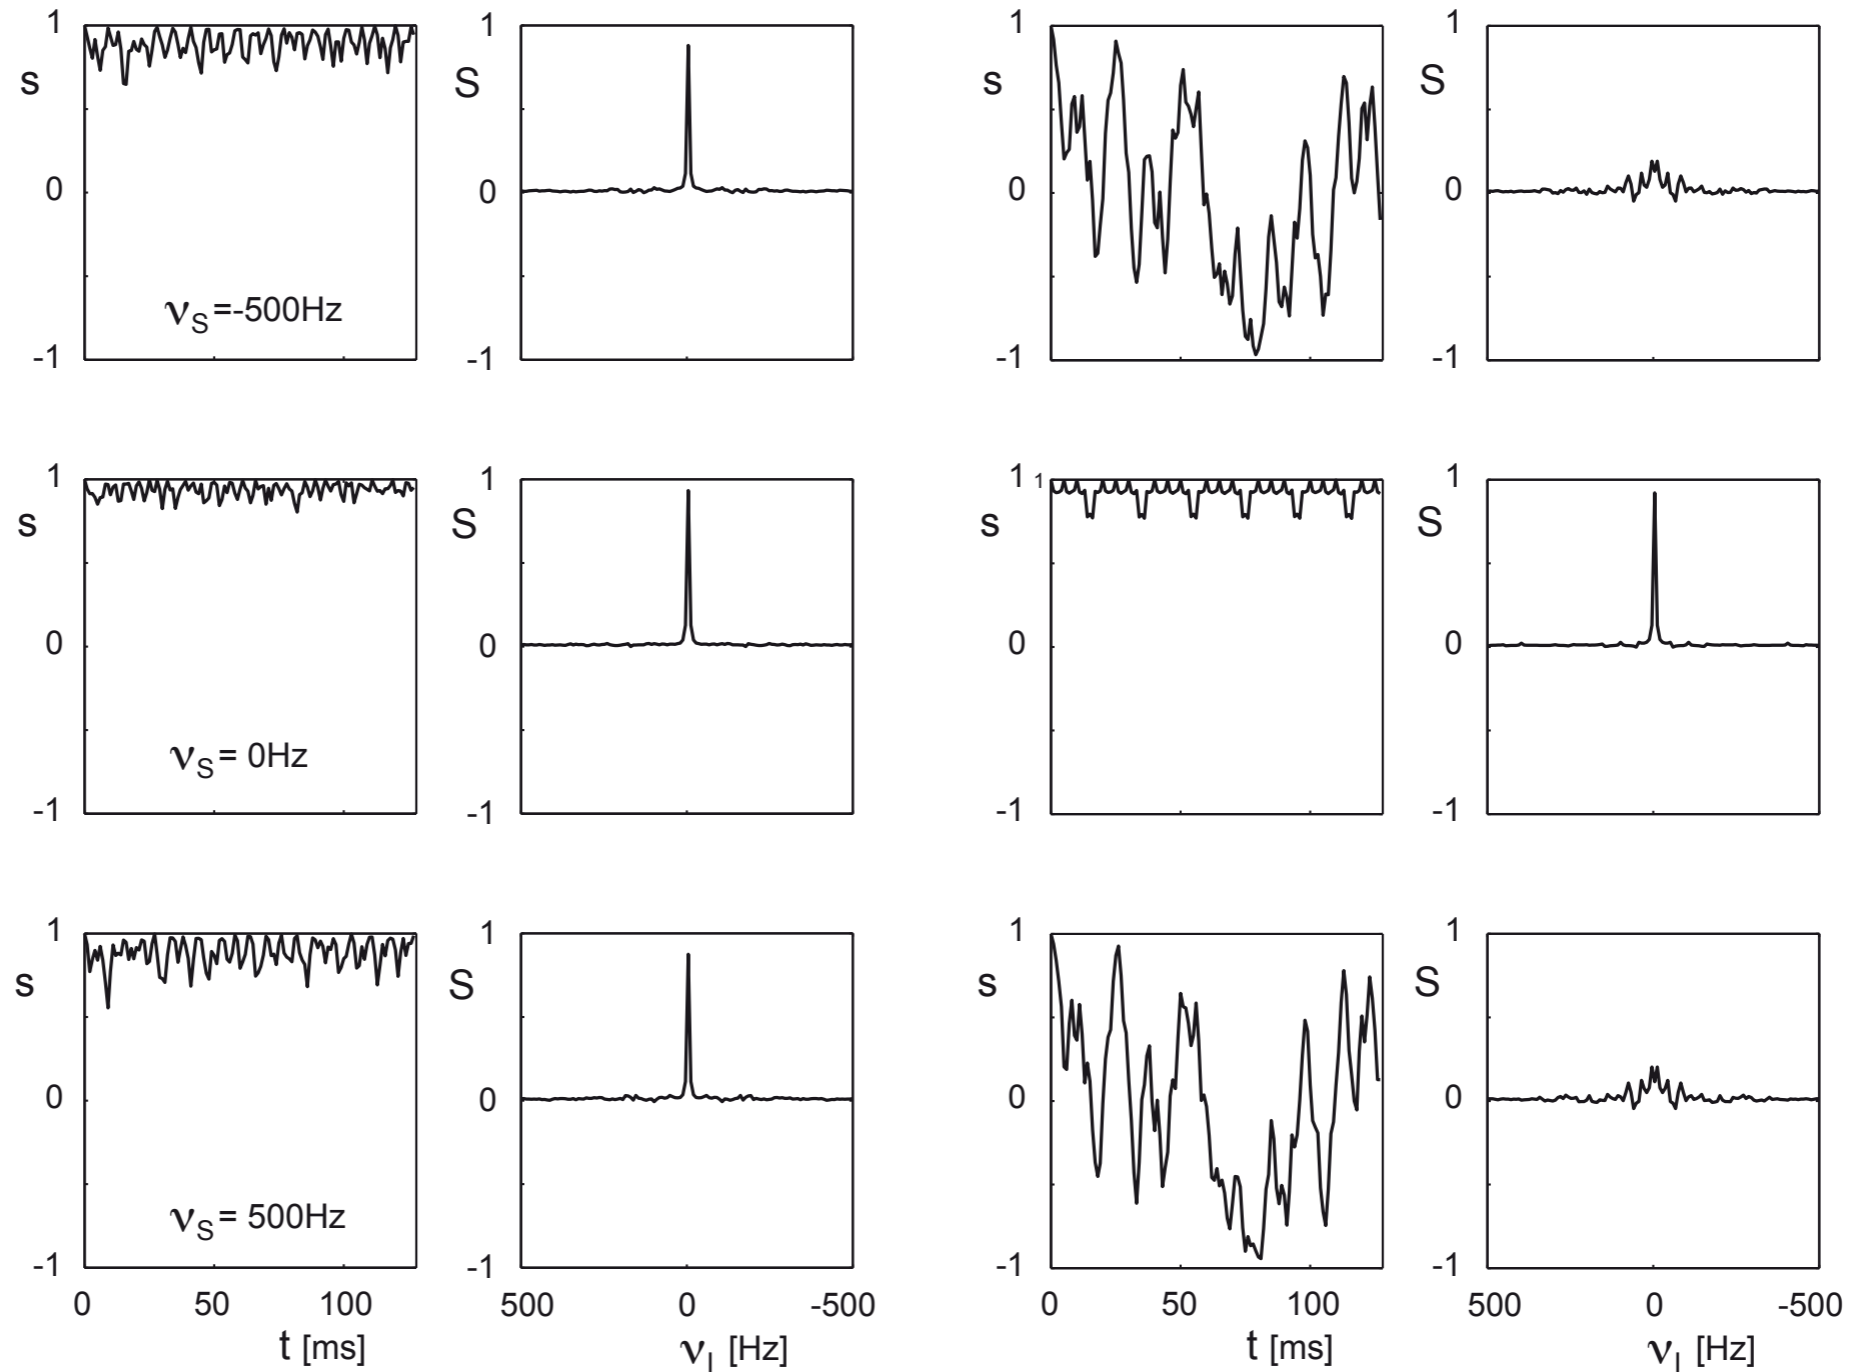 1 1 1 1
s S s S
0 0 0 0
νS=-500Hz
-1 -1 -1 -1
1 1 1 1 1
s S s S
0 0 0 0
νS= 0Hz
-1 -1 -1 -1
1 1 1 1
s S s S
0 0 0 0
νS= 500Hz
-1 -1 -1 -1
0 50 100 500 0 -500 0 50 100 500 0 -500
t [ms] νI [Hz] t [ms] νI [Hz]